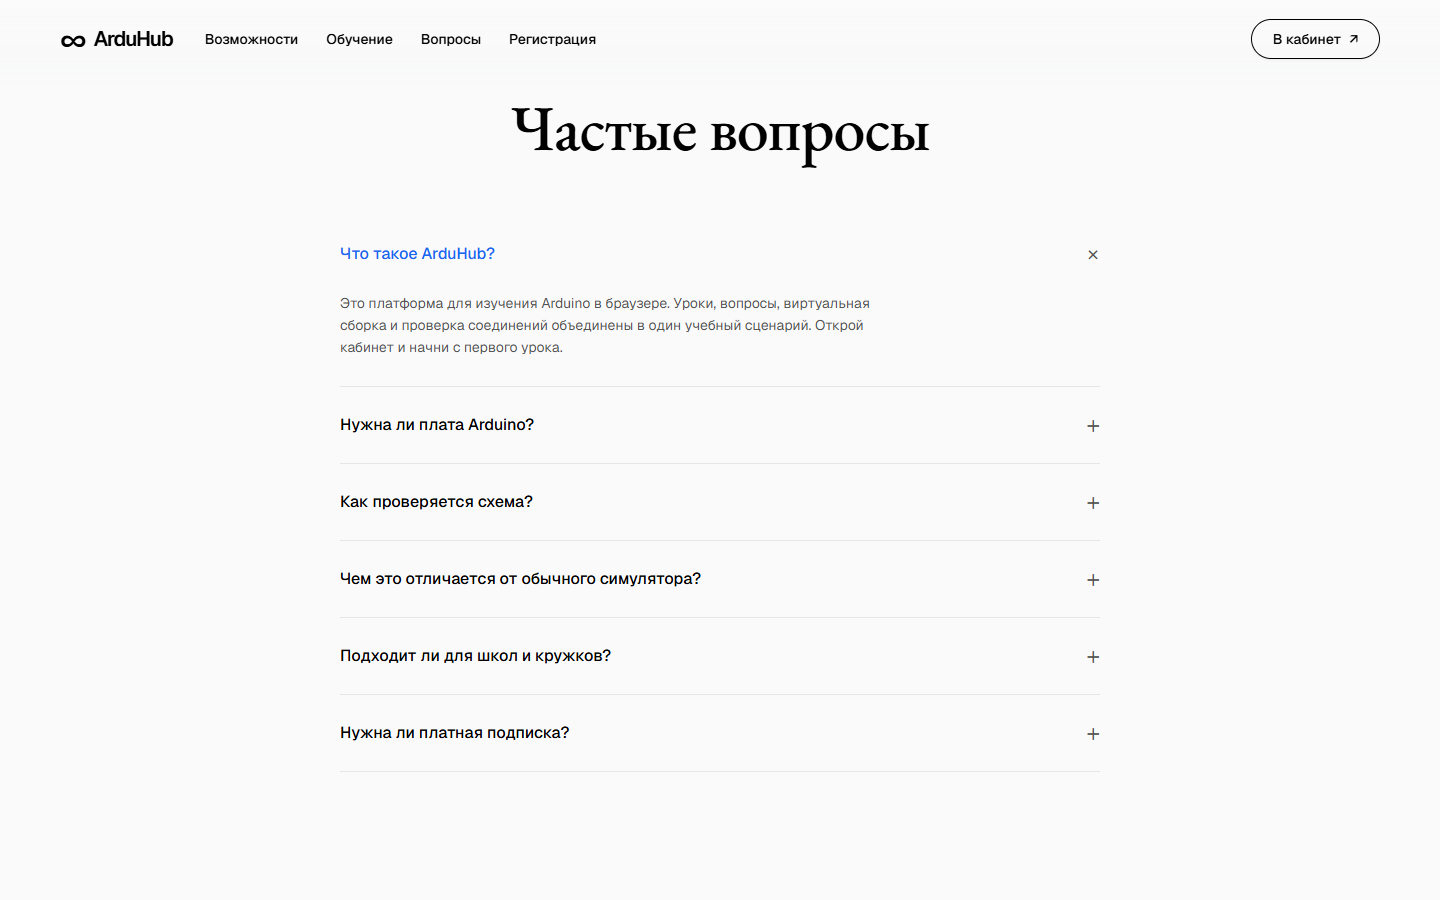 ArduHub
Возможности
Обучение
Вопросы
Регистрация
В кабинет
Частые вопросы
Что такое ArduHub?
Это платформа для изучения Arduino в браузере. Уроки, вопросы, виртуальная
сборка и проверка соединений объединены в один учебный сценарий. Открой
кабинет и начни с первого урока.
Нужна ли плата Arduino?
Как проверяется схема?
Чем это отличается от обычного симулятора?
Подходит ли для школ и кружков?
Нужна ли платная подписка?